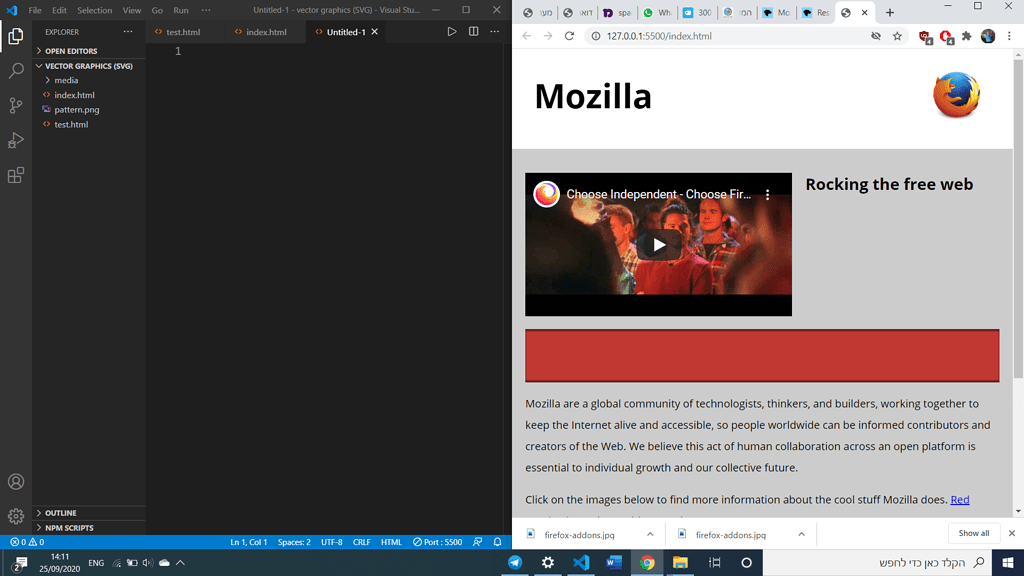 File Edit Selection View Go Run ··· Untitled-1 - vector graphics (SVG) - Visual Stu...
EXPLORER ···
OPEN EDITORS
VECTOR GRAPHICS (SVG)
media
index.html
pattern.png
test.html
OUTLINE
NPM SCRIPTS
test.html index.html Untitled-1
1
0 0 Ln 1, Col 1 Spaces: 2 UTF-8 CRLF HTML Port : 5500
מער דואר spa Wh 300 המו Mo Res
127.0.0.1:5500/index.html
4 4
Mozilla
Choose Independent - Choose Fir...
Rocking the free web
Mozilla are a global community of technologists, thinkers, and builders, working together to
keep the Internet alive and accessible, so people worldwide can be informed contributors and
creators of the Web. We believe this act of human collaboration across an open platform is
essential to individual growth and our collective future.
Click on the images below to find more information about the cool stuff Mozilla does. Red
firefox-addons.jpg firefox-addons.jpg Show all
2
14:11
25/09/2020
ENG
הקלד כאן כדי לחפש